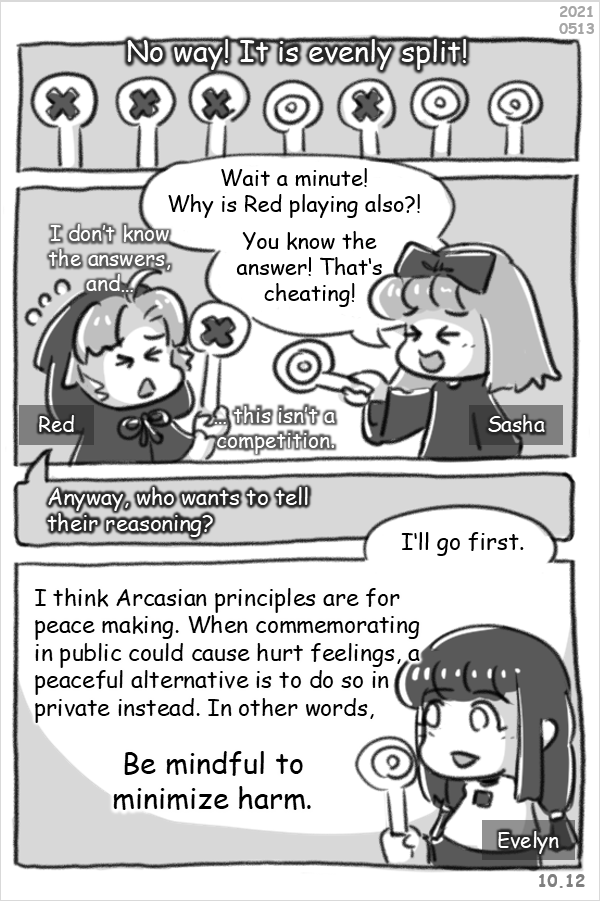 2021
0513
No way! It is evenly split!
Wait a minute!
Why is Red playing also?!
You know the
answer! That's
cheating!
I don't know
the answers,
and...
... this isn't a
competition.
Red
Sasha
Anyway, who wants to tell
their reasoning?
I'll go first.
I think Arcasian principles are for
peace making. When commemorating
in public could cause hurt feelings, a
peaceful alternative is to do so in
private instead. In other words,
Be mindful to
minimize harm.
Evelyn
10.12